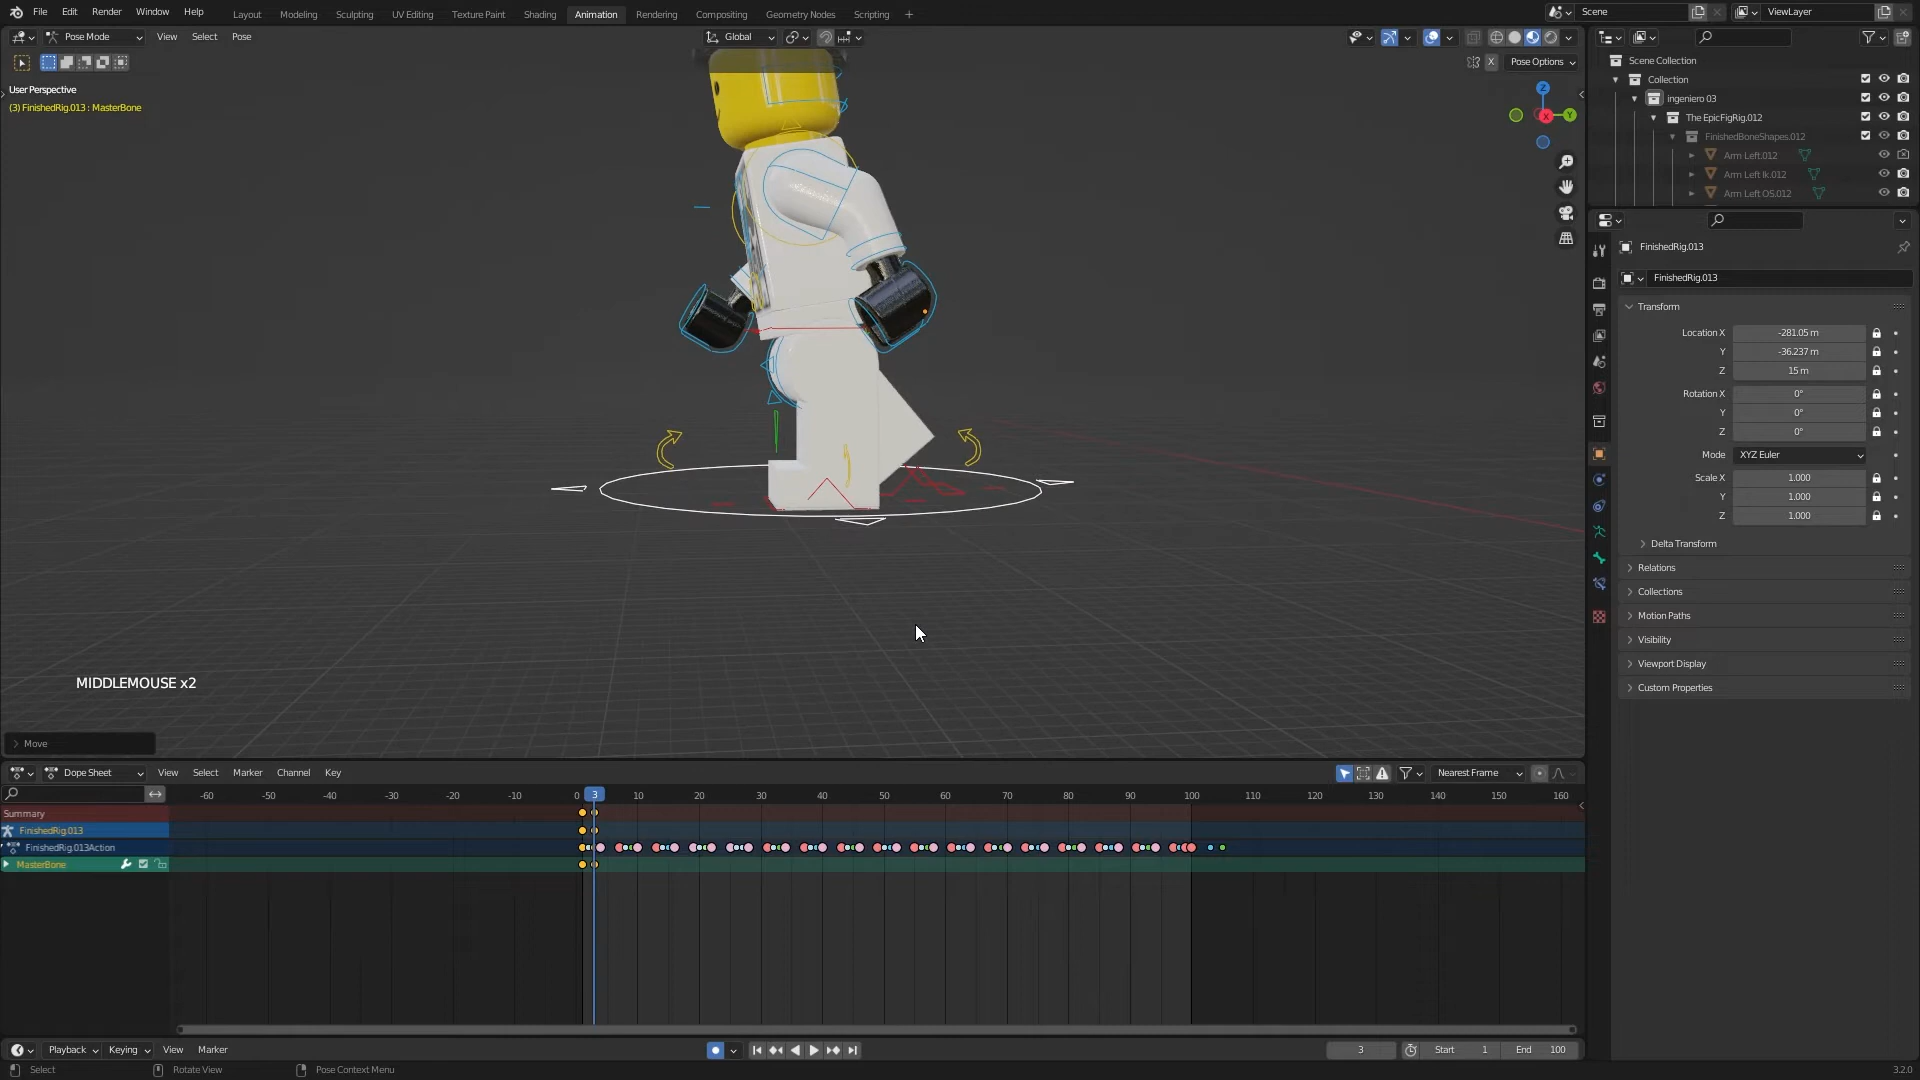 File Edit Render Window Help
Layout Modeling Sculpting UV Editing Texture Paint Shading Animation Rendering Compositing Geometry Nodes Scripting +
Scene
ViewLayer
Pose Mode View Select Pose
Global
X Pose Options
User Perspective
(3) FinishedRig.013 : MasterBone
Z
Y
X
Scene Collection
Collection
ingeniero 03
The EpicFigRig.012
FinishedBoneShapes.012
Arm Left.012
Arm Left Ik.012
Arm Left OS.012
FinishedRig.013
FinishedRig.013
Transform
Location X -281.05 m
Y -36.237 m
Z 15 m
Rotation X 0°
Y 0°
Z 0°
Mode XYZ Euler
Scale X 1.000
Y 1.000
Z 1.000
Delta Transform
Relations
Collections
Motion Paths
Visibility
Viewport Display
Custom Properties
MIDDLEMOUSE x2
Move
Dope Sheet View Select Marker Channel Key
Nearest Frame
-60 -50 -40 -30 -20 -10 0 3 10 20 30 40 50 60 70 80 90 100 110 120 130 140 150 160
Summary
FinishedRig.013
FinishedRig.013Action
MasterBone
Playback Keying View Marker
3 Start 1 End 100
Select Rotate View Pose Context Menu
3.2.0